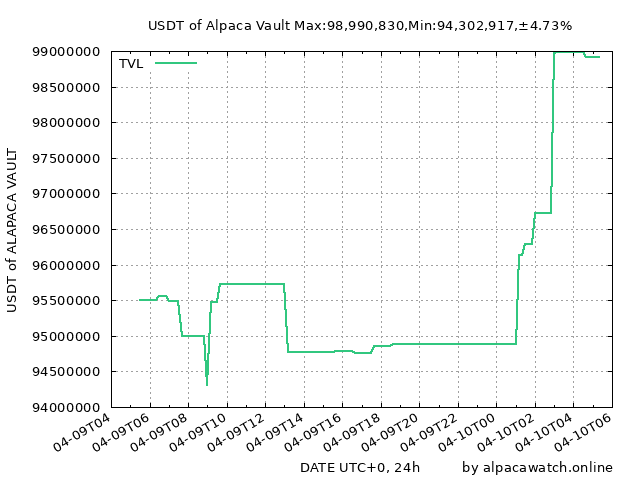 USDT of Alpaca Vault Max:98,990,830,Min:94,302,917,±4.73%
TVL
99000000
98500000
98000000
97500000
97000000
96500000
96000000
95500000
95000000
94500000
94000000
USDT of ALAPACA VAULT
04-09T04
04-09T06
04-09T08
04-09T10
04-09T12
04-09T14
04-09T16
04-09T18
04-09T20
04-09T22
04-10T00
04-10T02
04-10T04
04-10T06
DATE UTC+0, 24h
by alpacawatch.online